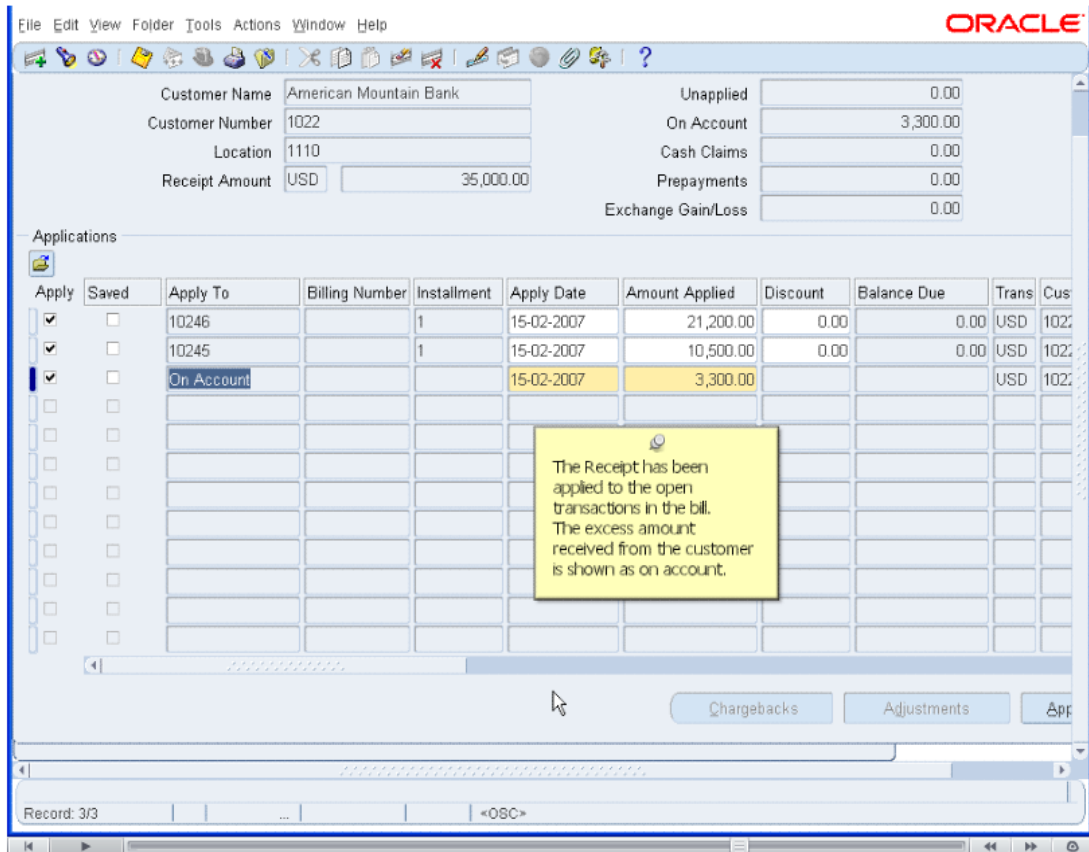 File Edit View Folder Tools Actions Window Help
ORACLE
Customer Name American Mountain Bank Unapplied 0.00
Customer Number 1022 On Account 3,300.00
Location 1110 Cash Claims 0.00
Receipt Amount USD 35,000.00 Prepayments 0.00
Exchange Gain/Loss 0.00
Applications
Apply Saved Apply To Billing Number Installment Apply Date Amount Applied Discount Balance Due Trans Cus
10246 1 15-02-2007 21,200.00 0.00 0.00 USD 1022
10245 1 15-02-2007 10,500.00 0.00 0.00 USD 1022
On Account 15-02-2007 3,300.00 USD 1022
The Receipt has been
applied to the open
transactions in the bill.
The excess amount
received from the customer
is shown as on account.
Chargebacks Adjustments App
Record: 3/3 ... <OSC>